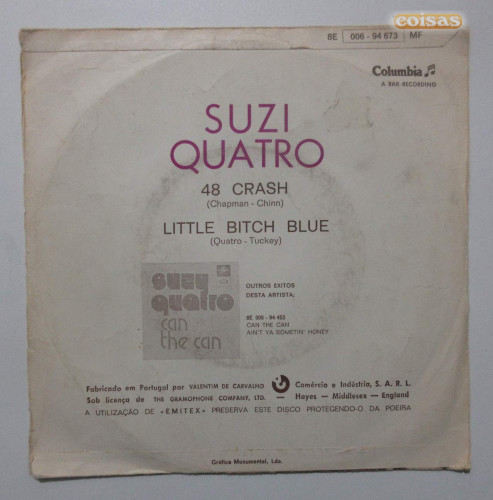 coisas
8E 006 - 94 673 MF
Columbia
A RAK RECORDING
SUZI
QUATRO
48 CRASH
(Chapman - Chinn)
LITTLE BITCH BLUE
(Quatro - Tuckey)
suzy
quatro
can
the can
OUTROS EXITOS
DESTA ARTISTA:
8E 006 - 94 453
CAN THE CAN
AIN'T YA SOMETIN' HONEY
Fabricado em Portugal por VALENTIM DE CARVALHO Comércio e Indústria, S. A. R. L.
Sob licença de THE GRAMOPHONE COMPANY, LTD. — Hayes — Middlesex — England
A UTILIZAÇÃO DE «EMITEX» PRESERVA ESTE DISCO PROTEGENDO-O DA POEIRA
Gráfica Monumental, Lda.